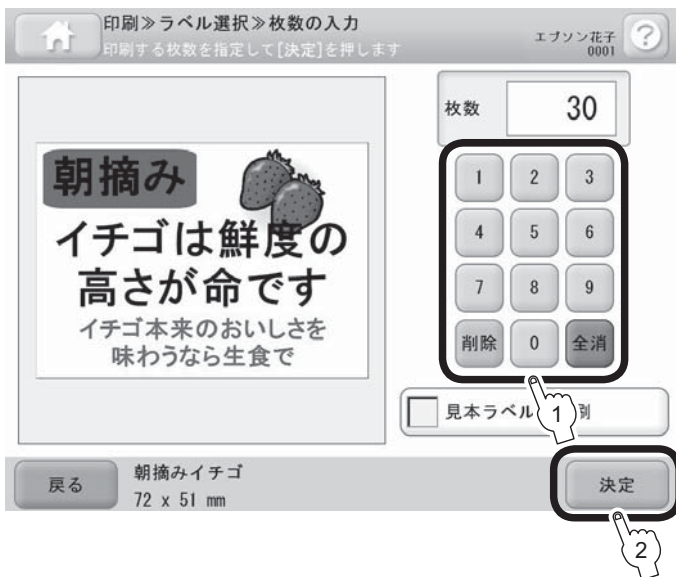 印刷≫ラベル選択≫枚数の入力
印刷する枚数を指定して[決定]を押します
エプソン花子
0001
?
枚数
30
朝摘み
イチゴは鮮度の
高さが命です
イチゴ本来のおいしさを
味わうなら生食で
1 2 3
4 5 6
7 8 9
削除 0 全消
見本ラベル 刷
1
戻る
朝摘みイチゴ
72 x 51 mm
決定
2